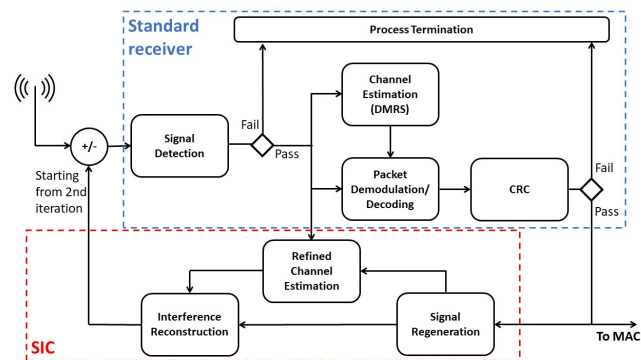 Standard
receiver
Process Termination
Channel
Estimation
(DMRS)
Fail
+/-
Signal
Detection
Pass
Starting
from 2nd
iteration
Packet
Demodulation/
Decoding
CRC
Fail
Pass
Refined
Channel
Estimation
Interference
Reconstruction
Signal
Regeneration
To MAC
SIC